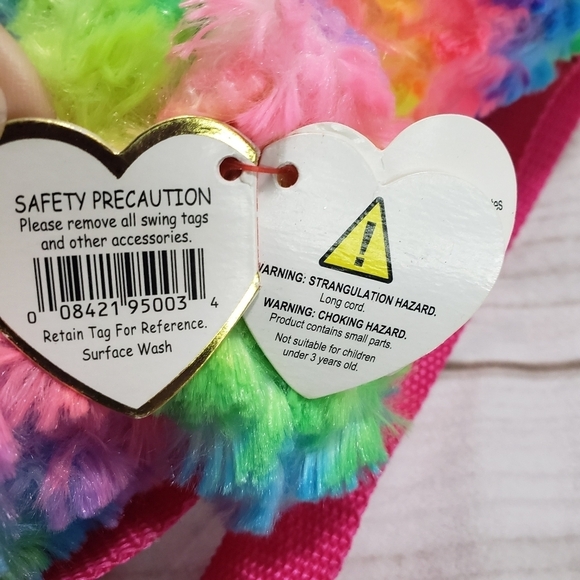 SAFETY PRECAUTION
Please remove all swing tags
and other accessories.
0 08421 95003 4
Retain Tag For Reference.
Surface Wash
WARNING: STRANGULATION HAZARD.
Long cord.
WARNING: CHOKING HAZARD.
Product contains small parts.
Not suitable for children
under 3 years old.